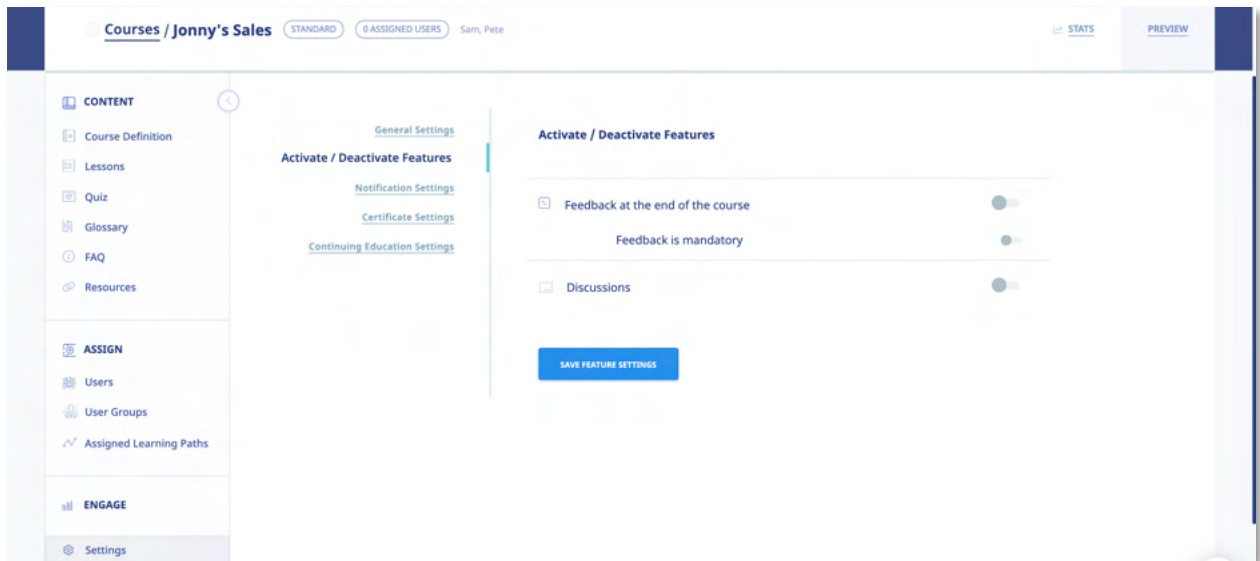 Courses / Jonny's Sales STANDARD 0 ASSIGNED USERS Sam, Pete STATS PREVIEW
CONTENT
Course Definition
Lessons
Quiz
Glossary
FAQ
Resources
ASSIGN
Users
User Groups
Assigned Learning Paths
ENGAGE
Settings
General Settings
Activate / Deactivate Features
Notification Settings
Certificate Settings
Continuing Education Settings
Activate / Deactivate Features
Feedback at the end of the course
Feedback is mandatory
Discussions
SAVE FEATURE SETTINGS